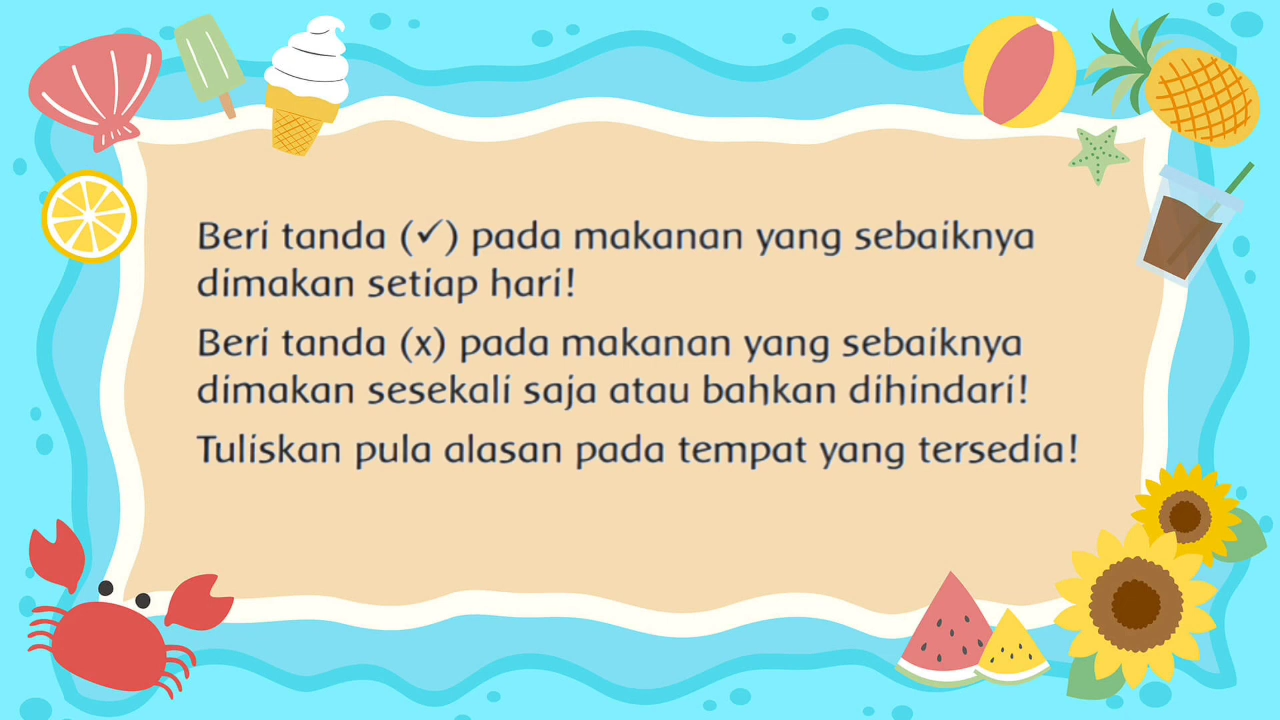 Beri tanda (✓) pada makanan yang sebaiknya
dimakan setiap hari!
Beri tanda (x) pada makanan yang sebaiknya
dimakan sesekali saja atau bahkan dihindari!
Tuliskan pula alasan pada tempat yang tersedia!